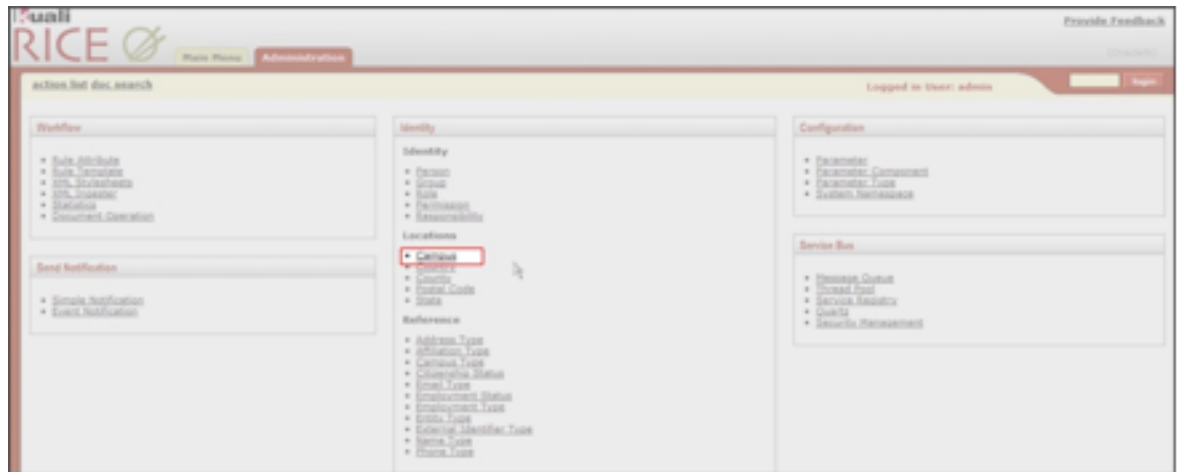 Kuali
RICE
Main Menu
Administration
Provide Feedback
action list doc search
Logged in User: admin
login
Workflow
Rule Attribute
Rule Template
XML Stylesheets
XML Ingester
Statistics
Document Operation
Send Notification
Simple Notification
Event Notification
Identity
Identity
Person
Group
Role
Permission
Responsibility
Locations
Campus
Country
County
Postal Code
State
Reference
Address Type
Affiliation Type
Campus Type
Citizenship Status
Email Type
Employment Status
Employment Type
Entity Type
External Identifier Type
Name Type
Phone Type
Configuration
Parameter
Parameter Component
Parameter Type
System Namespace
Service Bus
Message Queue
Thread Pool
Service Registry
Quartz
Security Management